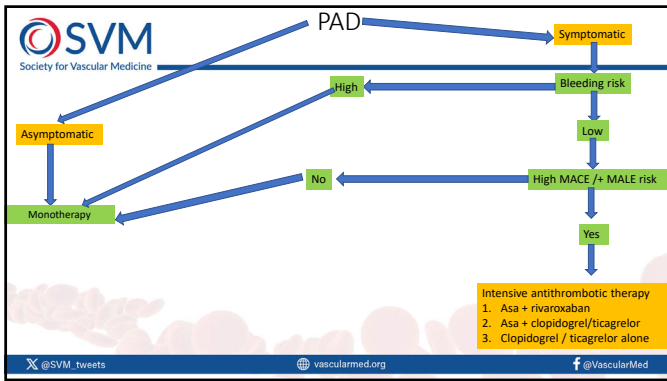 PAD
SVM
Society for Vascular Medicine
Symptomatic
Bleeding risk
High
Low
Asymptomatic
No
High MACE /+ MALE risk
Monotherapy
Yes
Intensive antithrombotic therapy
1. Asa + rivaroxaban
2. Asa + clopidogrel/ticagrelor
3. Clopidogrel / ticagrelor alone
@SVM_tweets
vascularmed.org
@VascularMed